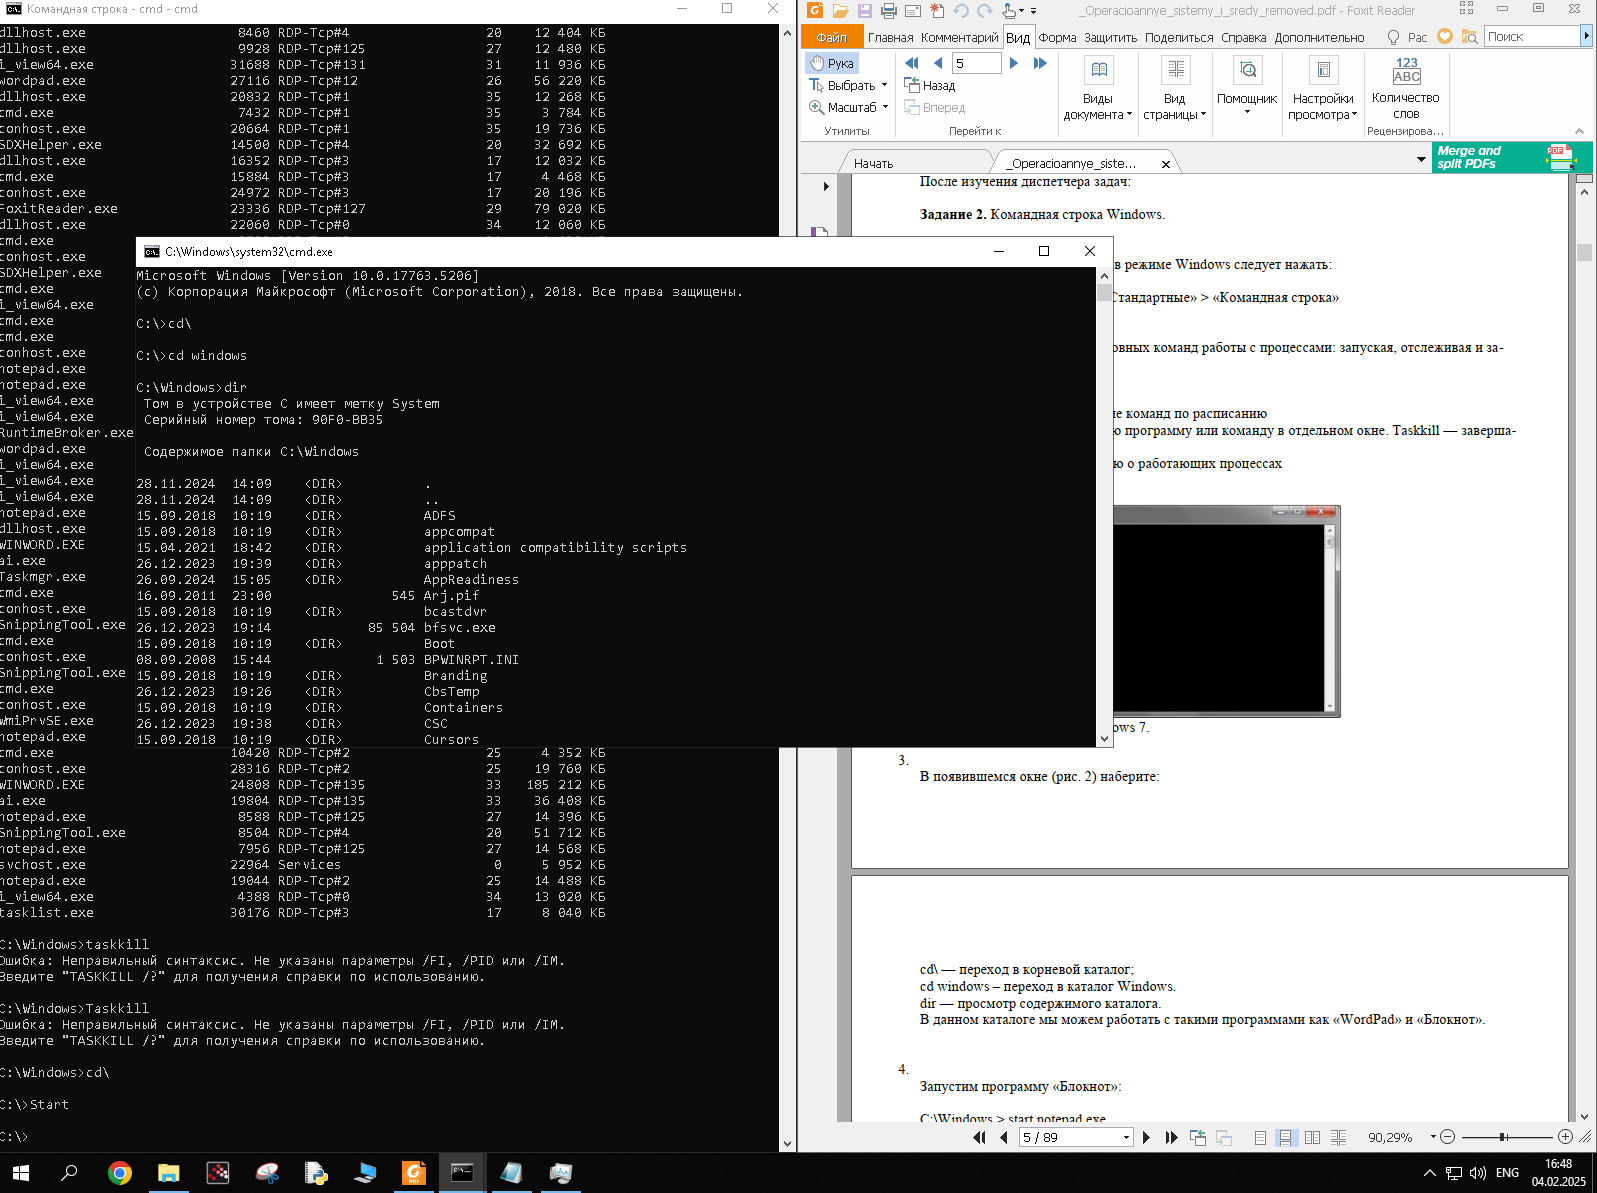 Командная строка - cmd - cmd
dllhost.exe 8460 RDP-Tcp#4 20 12 404 КБ
dllhost.exe 9928 RDP-Tcp#125 27 12 480 КБ
i_view64.exe 31688 RDP-Tcp#131 31 11 936 КБ
wordpad.exe 27116 RDP-Tcp#12 26 56 220 КБ
dllhost.exe 20832 RDP-Tcp#1 35 12 268 КБ
cmd.exe 7432 RDP-Tcp#1 35 3 784 КБ
conhost.exe 20664 RDP-Tcp#1 35 19 736 КБ
SDXHelper.exe 14500 RDP-Tcp#4 20 32 692 КБ
dllhost.exe 16352 RDP-Tcp#3 17 12 032 КБ
cmd.exe 15884 RDP-Tcp#3 17 4 468 КБ
conhost.exe 24972 RDP-Tcp#3 17 20 196 КБ
FoxitReader.exe 23336 RDP-Tcp#127 29 79 020 КБ
dllhost.exe 22060 RDP-Tcp#0 34 12 060 КБ
cmd.exe
conhost.exe
SDXHelper.exe
cmd.exe
i_view64.exe
cmd.exe
cmd.exe
conhost.exe
notepad.exe
notepad.exe
i_view64.exe
i_view64.exe
RuntimeBroker.exe
wordpad.exe
i_view64.exe
i_view64.exe
i_view64.exe
notepad.exe
dllhost.exe
WINWORD.EXE
ai.exe
Taskmgr.exe
cmd.exe
conhost.exe
SnippingTool.exe
cmd.exe
conhost.exe
SnippingTool.exe
cmd.exe
conhost.exe
WmiPrvSE.exe
notepad.exe
cmd.exe 10420 RDP-Tcp#2 25 4 352 КБ
conhost.exe 28316 RDP-Tcp#2 25 19 760 КБ
WINWORD.EXE 24808 RDP-Tcp#135 33 185 212 КБ
ai.exe 19804 RDP-Tcp#135 33 36 408 КБ
notepad.exe 8588 RDP-Tcp#125 27 14 396 КБ
SnippingTool.exe 8504 RDP-Tcp#4 20 51 712 КБ
notepad.exe 7956 RDP-Tcp#125 27 14 568 КБ
svchost.exe 22964 Services 0 5 952 КБ
notepad.exe 19044 RDP-Tcp#2 25 14 488 КБ
i_view64.exe 4388 RDP-Tcp#0 34 13 020 КБ
tasklist.exe 30176 RDP-Tcp#3 17 8 040 КБ
C:\Windows>taskkill
Ошибка: Неправильный синтаксис. Не указаны параметры /FI, /PID или /IM.
Введите "TASKKILL /?" для получения справки по использованию.
C:\Windows>Taskkill
Ошибка: Неправильный синтаксис. Не указаны параметры /FI, /PID или /IM.
Введите "TASKKILL /?" для получения справки по использованию.
C:\Windows>cd\
C:\>Start
C:\>
C:\Windows\system32\cmd.exe
Microsoft Windows [Version 10.0.17763.5206]
(c) Корпорация Майкрософт (Microsoft Corporation), 2018. Все права защищены.
C:\>cd\
C:\>cd windows
C:\Windows>dir
Том в устройстве C имеет метку System
Серийный номер тома: 90F0-BB35
Содержимое папки C:\Windows
28.11.2024 14:09 <DIR> .
28.11.2024 14:09 <DIR> ..
15.09.2018 10:19 <DIR> ADFS
15.09.2018 10:19 <DIR> appcompat
15.04.2021 18:42 <DIR> application compatibility scripts
26.12.2023 19:39 <DIR> apppatch
26.09.2024 15:05 <DIR> AppReadiness
16.09.2011 23:00 545 Arj.pif
15.09.2018 10:19 <DIR> bcastdvr
26.12.2023 19:14 85 504 bfsvc.exe
15.09.2018 10:19 <DIR> Boot
08.09.2008 15:44 1 503 BPWINRPT.INI
15.09.2018 10:19 <DIR> Branding
26.12.2023 19:26 <DIR> CbsTemp
15.09.2018 10:19 <DIR> Containers
26.12.2023 19:38 <DIR> CSC
15.09.2018 10:19 <DIR> Cursors
_Operacioannye_sistemy_i_sredy_removed.pdf - Foxit Reader
Файл Главная Комментарий Вид Форма Защитить Поделиться Справка Дополнительно Рас Поиск
Рука 5
Выбрать Назад
Масштаб Вперед
Виды документа
Вид страницы
Помощник
Настройки просмотра
123
ABC
Количество слов
Утилиты Перейти к Рецензирова...
Начать _Operacioannye_siste...
Merge and
split PDFs
PDF
После изучения диспетчера задач:
Задание 2. Командная строка Windows.
в режиме Windows следует нажать:
Стандартные» > «Командная строка»
овных команд работы с процессами: запуская, отслеживая и за-
е команд по расписанию
ю программу или команду в отдельном окне. Taskkill — заверша-
ю о работающих процессах
ows 7.
3.
В появившемся окне (рис. 2) наберите:
cd\ — переход в корневой каталог;
cd windows – переход в каталог Windows.
dir — просмотр содержимого каталога.
В данном каталоге мы можем работать с такими программами как «WordPad» и «Блокнот».
4.
Запустим программу «Блокнот»:
C:\Windows > start notepad.exe
5 / 89 90,29%
ENG
16:48
04.02.2025